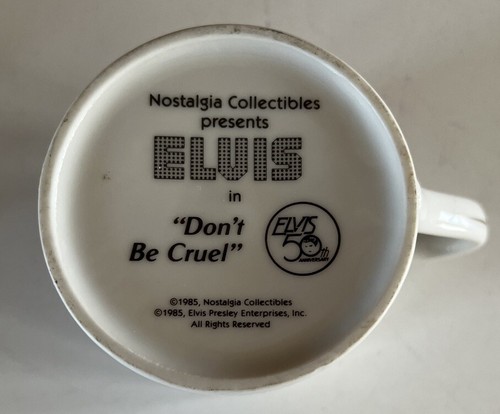 Nostalgia Collectibles
presents
ELVIS
in
“Don't
Be Cruel”
ELVIS
50th
ANNIVERSARY
©1985, Nostalgia Collectibles
©1985, Elvis Presley Enterprises, Inc.
All Rights Reserved